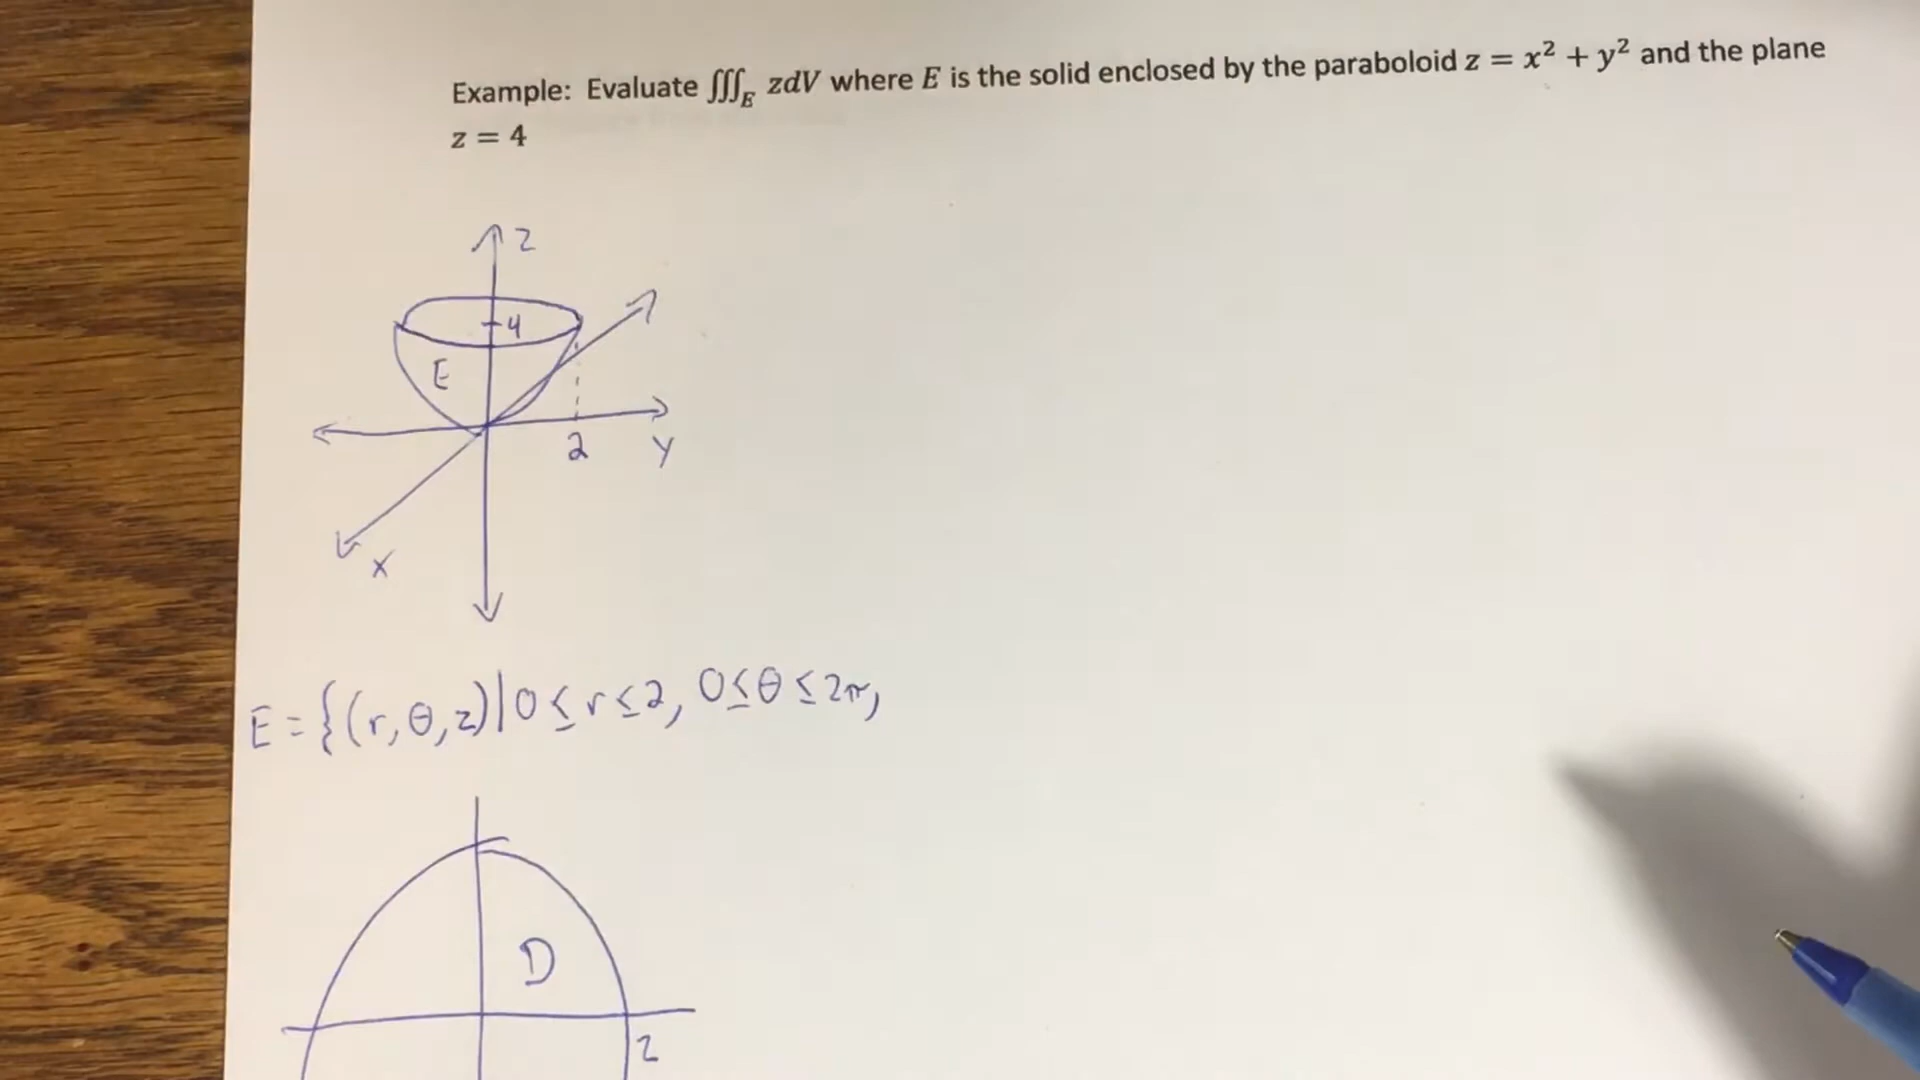 Example: Evaluate ∭_E zdV where E is the solid enclosed by the paraboloid z = x² + y² and the plane
z = 4
z
4
E
2
y
x
E = {(r, θ, z) | 0 ≤ r ≤ 2, 0 ≤ θ ≤ 2π,
D
2